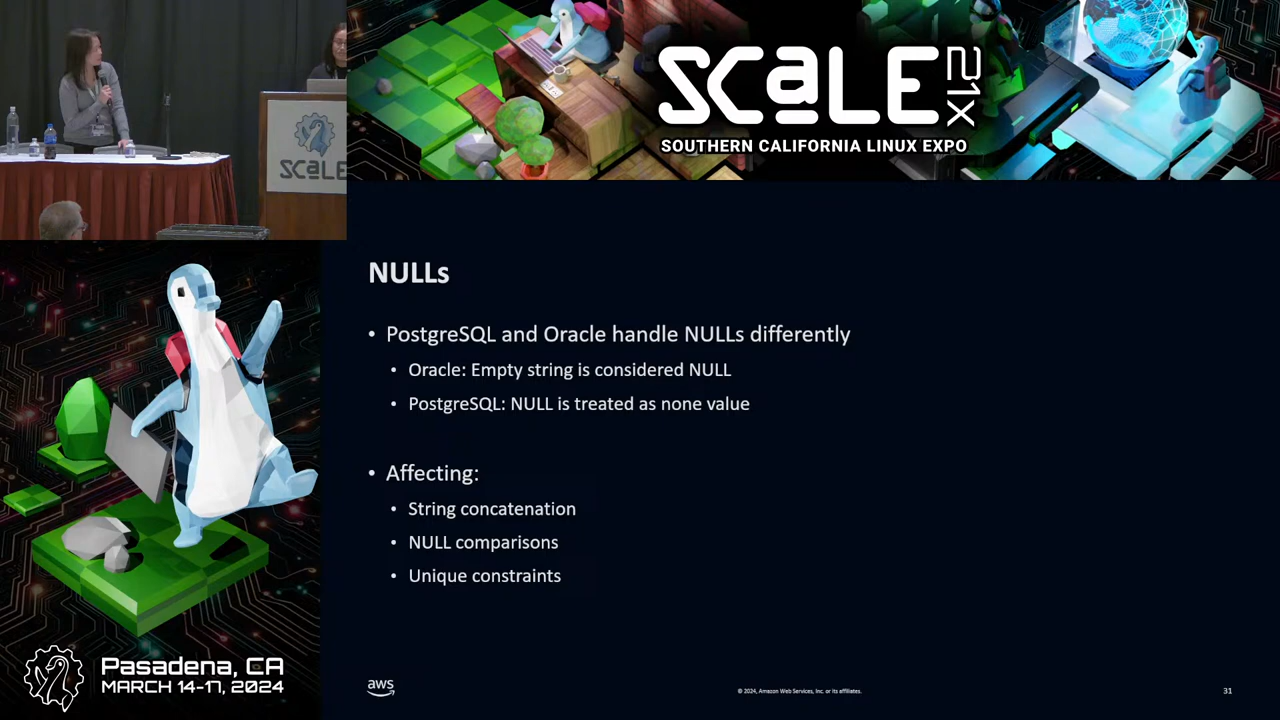 SCALE
SCALE 21X
SOUTHERN CALIFORNIA LINUX EXPO
NULLs
• PostgreSQL and Oracle handle NULLs differently
• Oracle: Empty string is considered NULL
• PostgreSQL: NULL is treated as none value
• Affecting:
• String concatenation
• NULL comparisons
• Unique constraints
Pasadena, CA
MARCH 14-17, 2024
aws
© 2024, Amazon Web Services, Inc. or its affiliates.
31